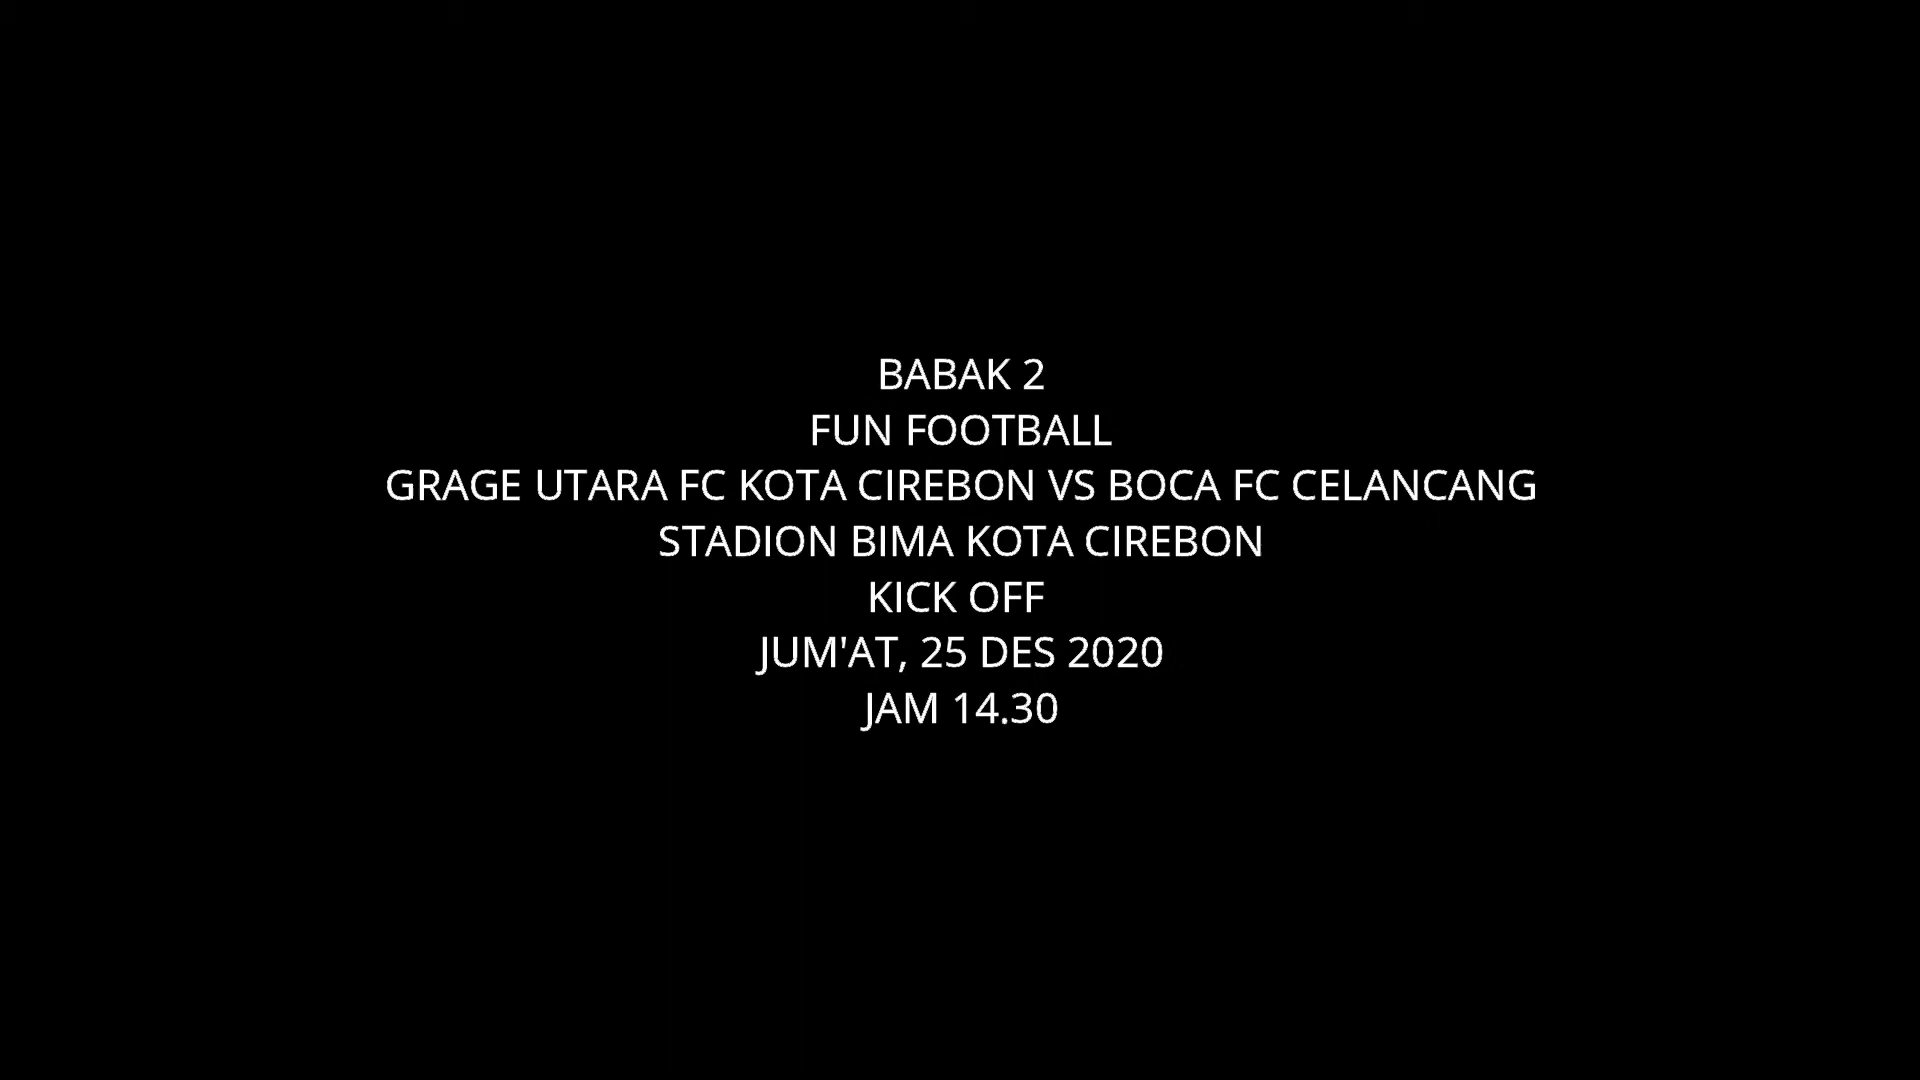 BABAK 2
FUN FOOTBALL
GRAGE UTARA FC KOTA CIREBON VS BOCA FC CELANCANG
STADION BIMA KOTA CIREBON
KICK OFF
JUM'AT, 25 DES 2020
JAM 14.30